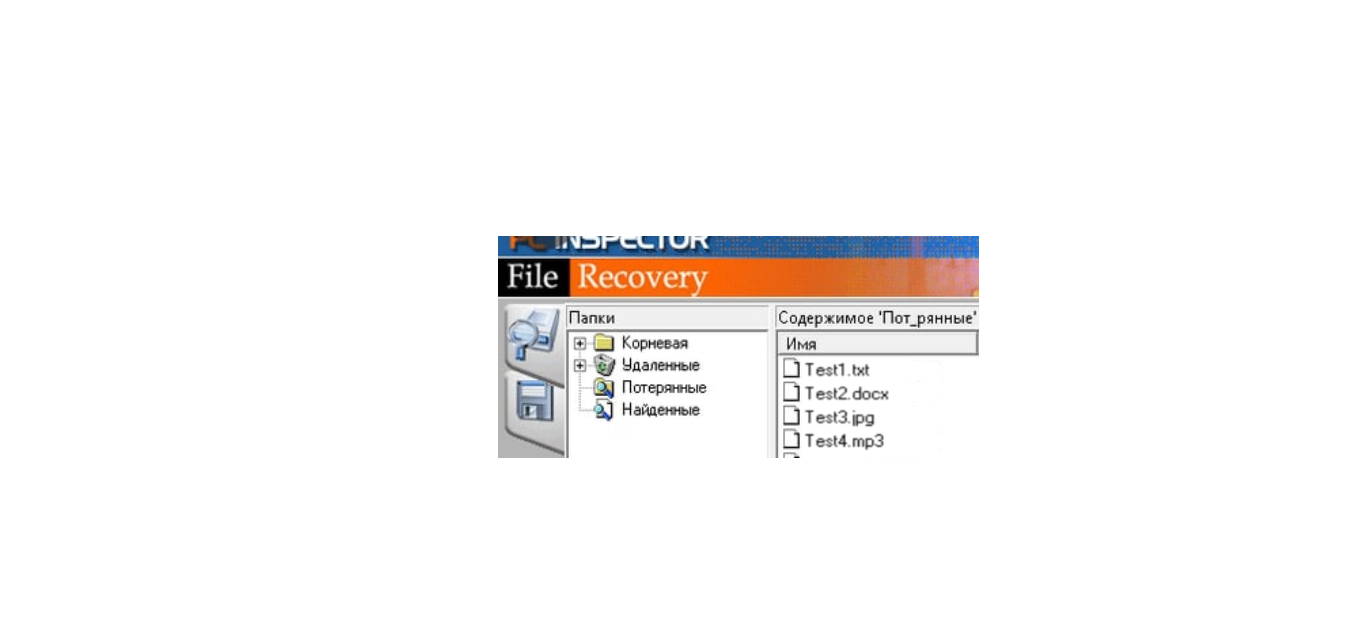 PC INSPECTOR
File Recovery
Папки
Корневая
Удаленные
Потерянные
Найденные
Содержимое 'Пот_рянные'
Имя
Test1.txt
Test2.docx
Test3.jpg
Test4.mp3